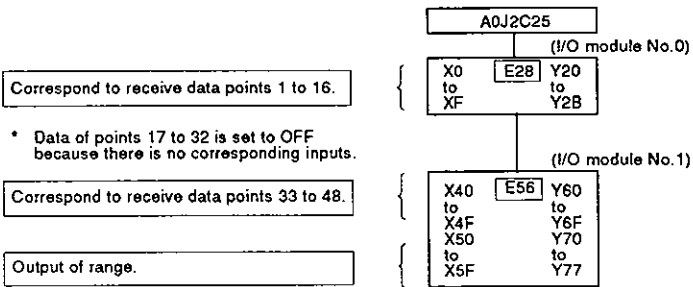 A0J2C25
(I/O module No.0)
Correspond to receive data points 1 to 16.
X0 E28 Y20
to to
XF Y2B
* Data of points 17 to 32 is set to OFF
because there is no corresponding inputs.
(I/O module No.1)
Correspond to receive data points 33 to 48.
X40 E56 Y60
to to
X4F Y6F
X50 Y70
to to
X5F Y77
Output of range.